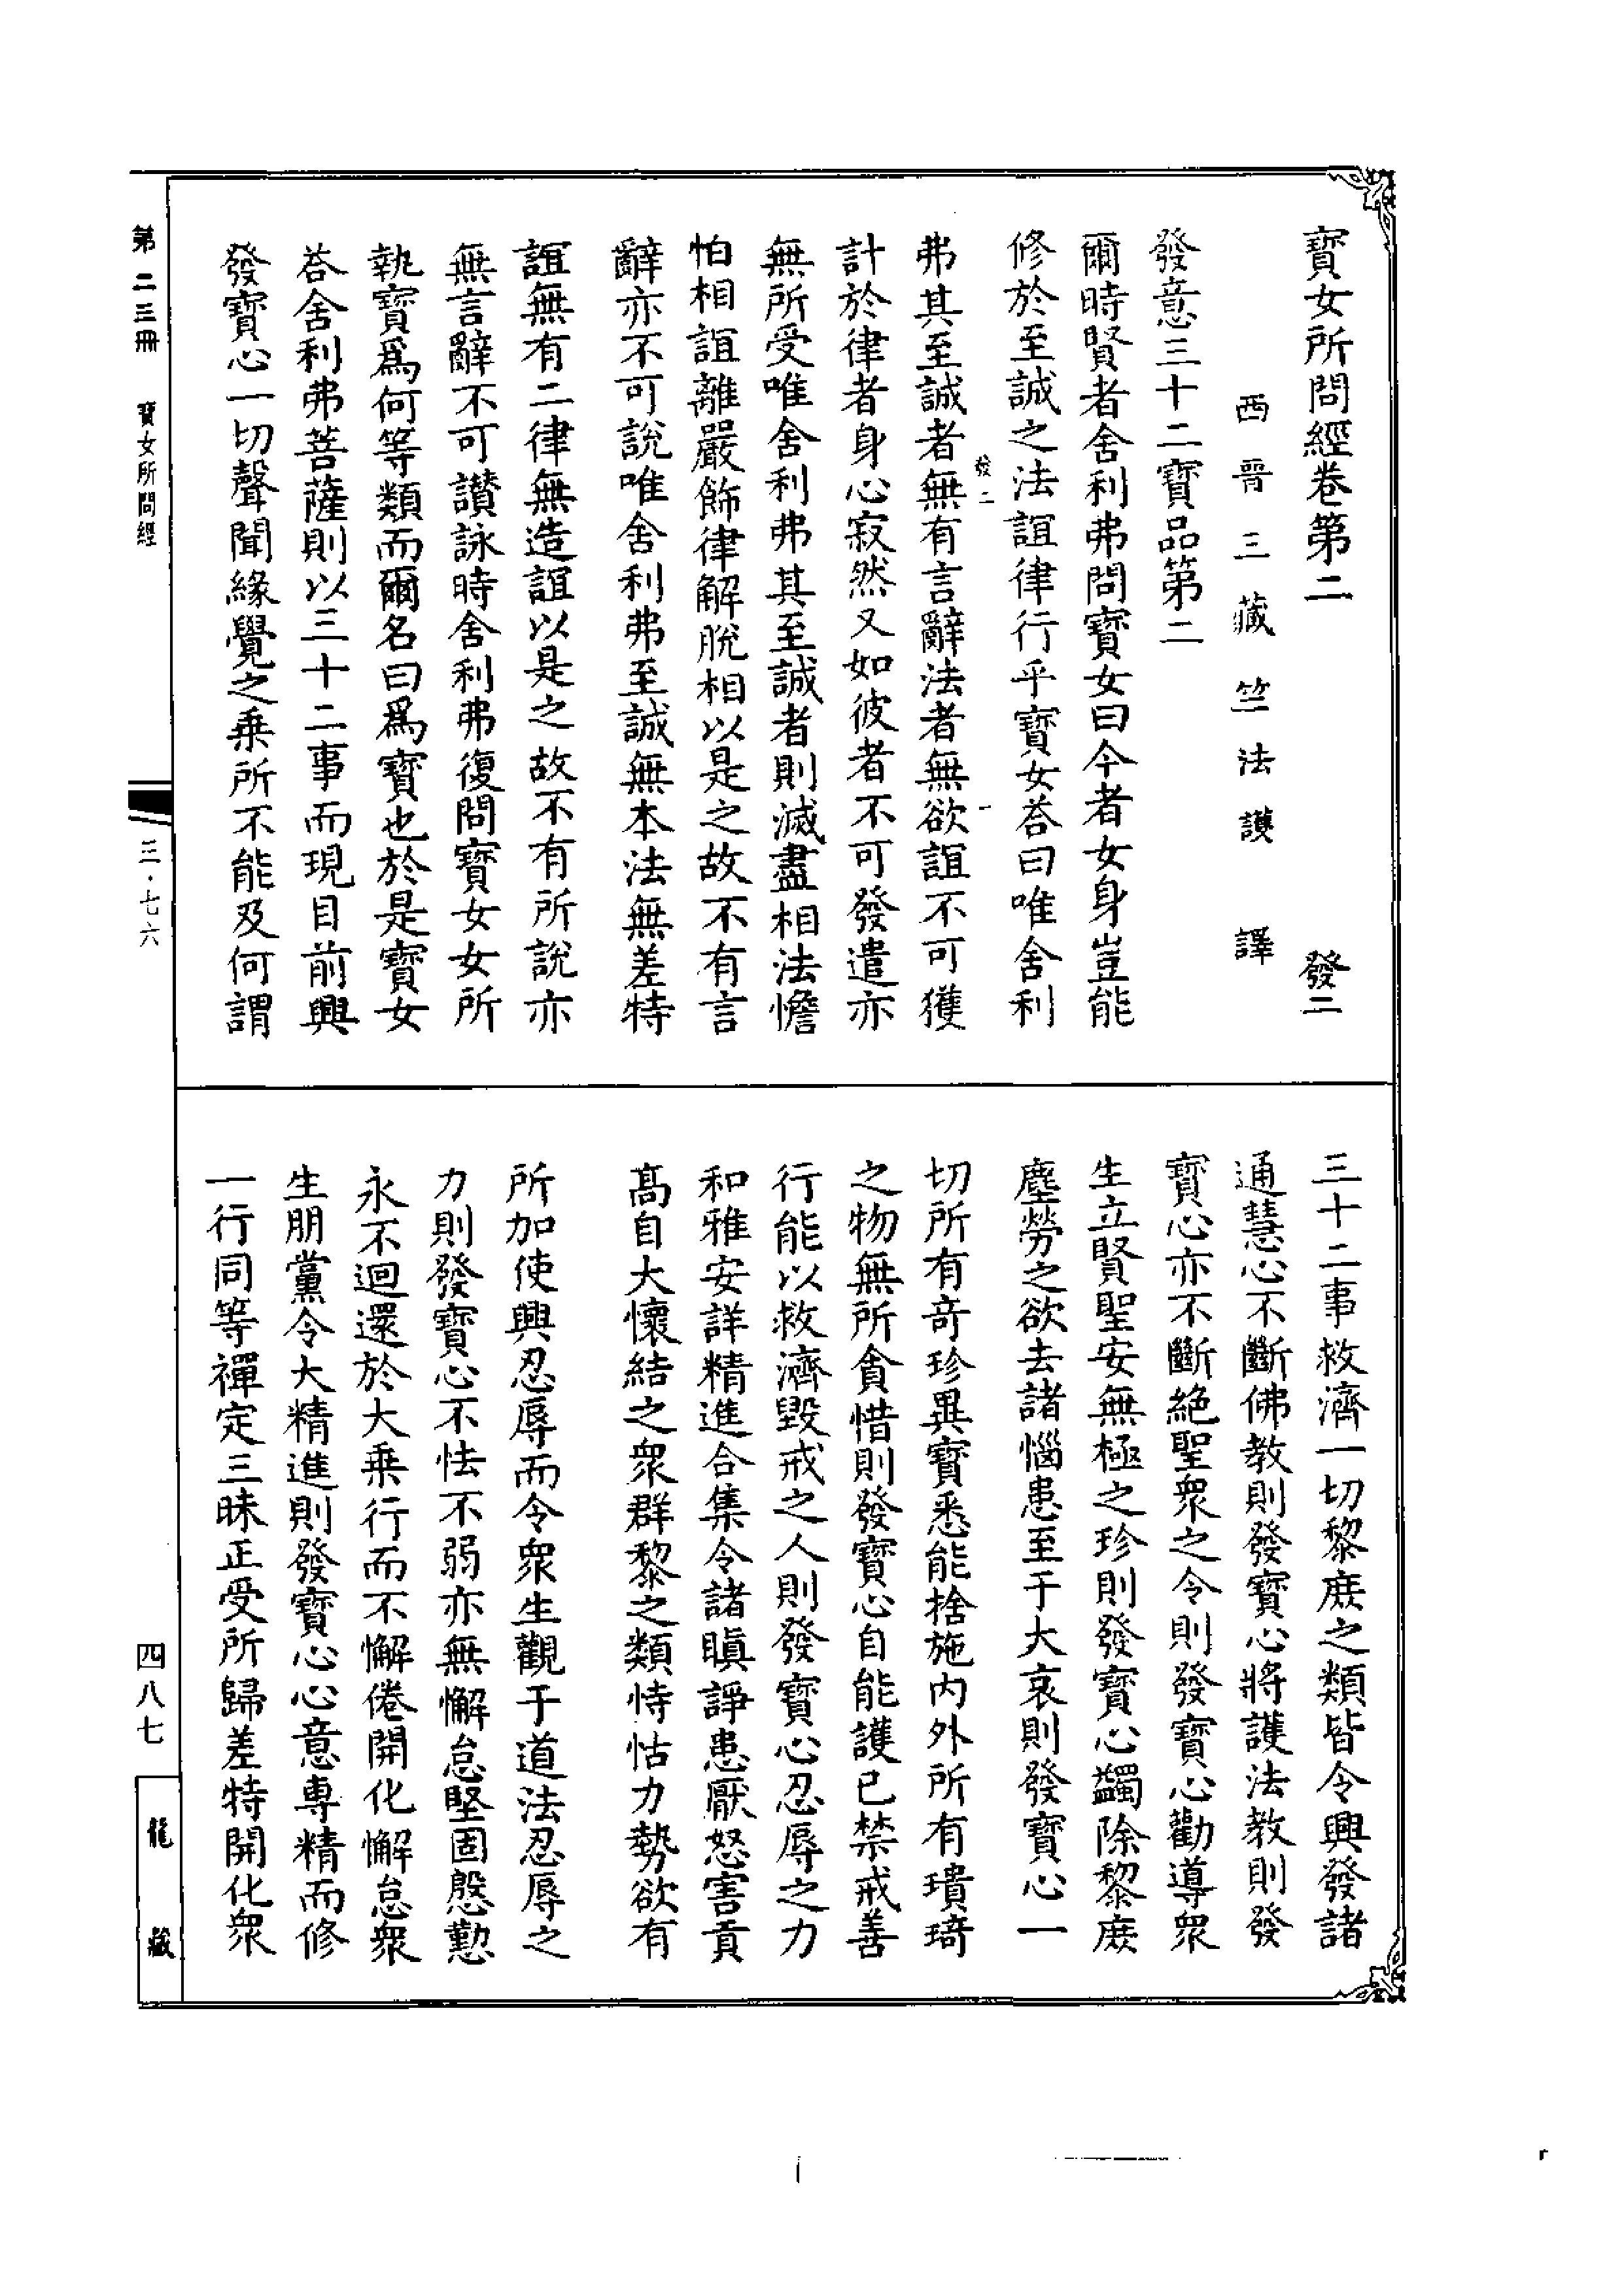 寶女所問經卷第二　發二
西晉三藏竺法護譯
發意三十二寶品第二
爾時賢者舍利弗問寶女曰今者女身豈能
修於至誠之法誼律行乎寶女荅曰唯舍利
發二　一
弗其至誠者無有言辭法者無欲誼不可獲
計於律者身心寂然又如彼者不可發遣亦
無所受唯舍利弗其至誠者則滅盡相法憺
怕相誼離嚴飾律解脫相以是之故不有言
辭亦不可說唯舍利弗至誠無本法無差特
誼無有二律無造誼以是之故不有所說亦
無言辭不可讃詠時舍利弗復問寶女女所
執寶爲何等類而爾名曰爲寶也於是寶女
荅舍利弗菩薩則以三十二事而現目前興
發寶心一切聲聞緣覺之乗所不能及何謂
三十二事救濟一切黎庶之類皆令興發諸
通慧心不斷佛教則發寶心將護法教則發
寶心亦不斷絕聖衆之令則發寶心勸導衆
生立賢聖安無極之珍則發寶心蠲除黎庶
塵勞之欲去諸惱患至于大哀則發寶心一
切所有竒珍異寶悉能捨施内外所有璝琦
之物無所貪惜則發寶心自能護已禁戒善
行能以救濟毀戒之人則發寶心忍辱之力
和雅安詳精進合集令諸瞋諍患厭怒害貢
髙自大懷結之衆群黎之類恃怙力勢欲有
所加使興忍辱而令衆生觀于道法忍辱之
力則發寶心不怯不弱亦無懈怠堅固慇懃
永不迴還於大乗行而不懈倦開化懈怠衆
生朋黨令大精進則發寶心心意專精而修
一行同等禪定三昧正受所歸差特開化衆
第二三冊　寶女所問經
三·七六
四八七
龍藏